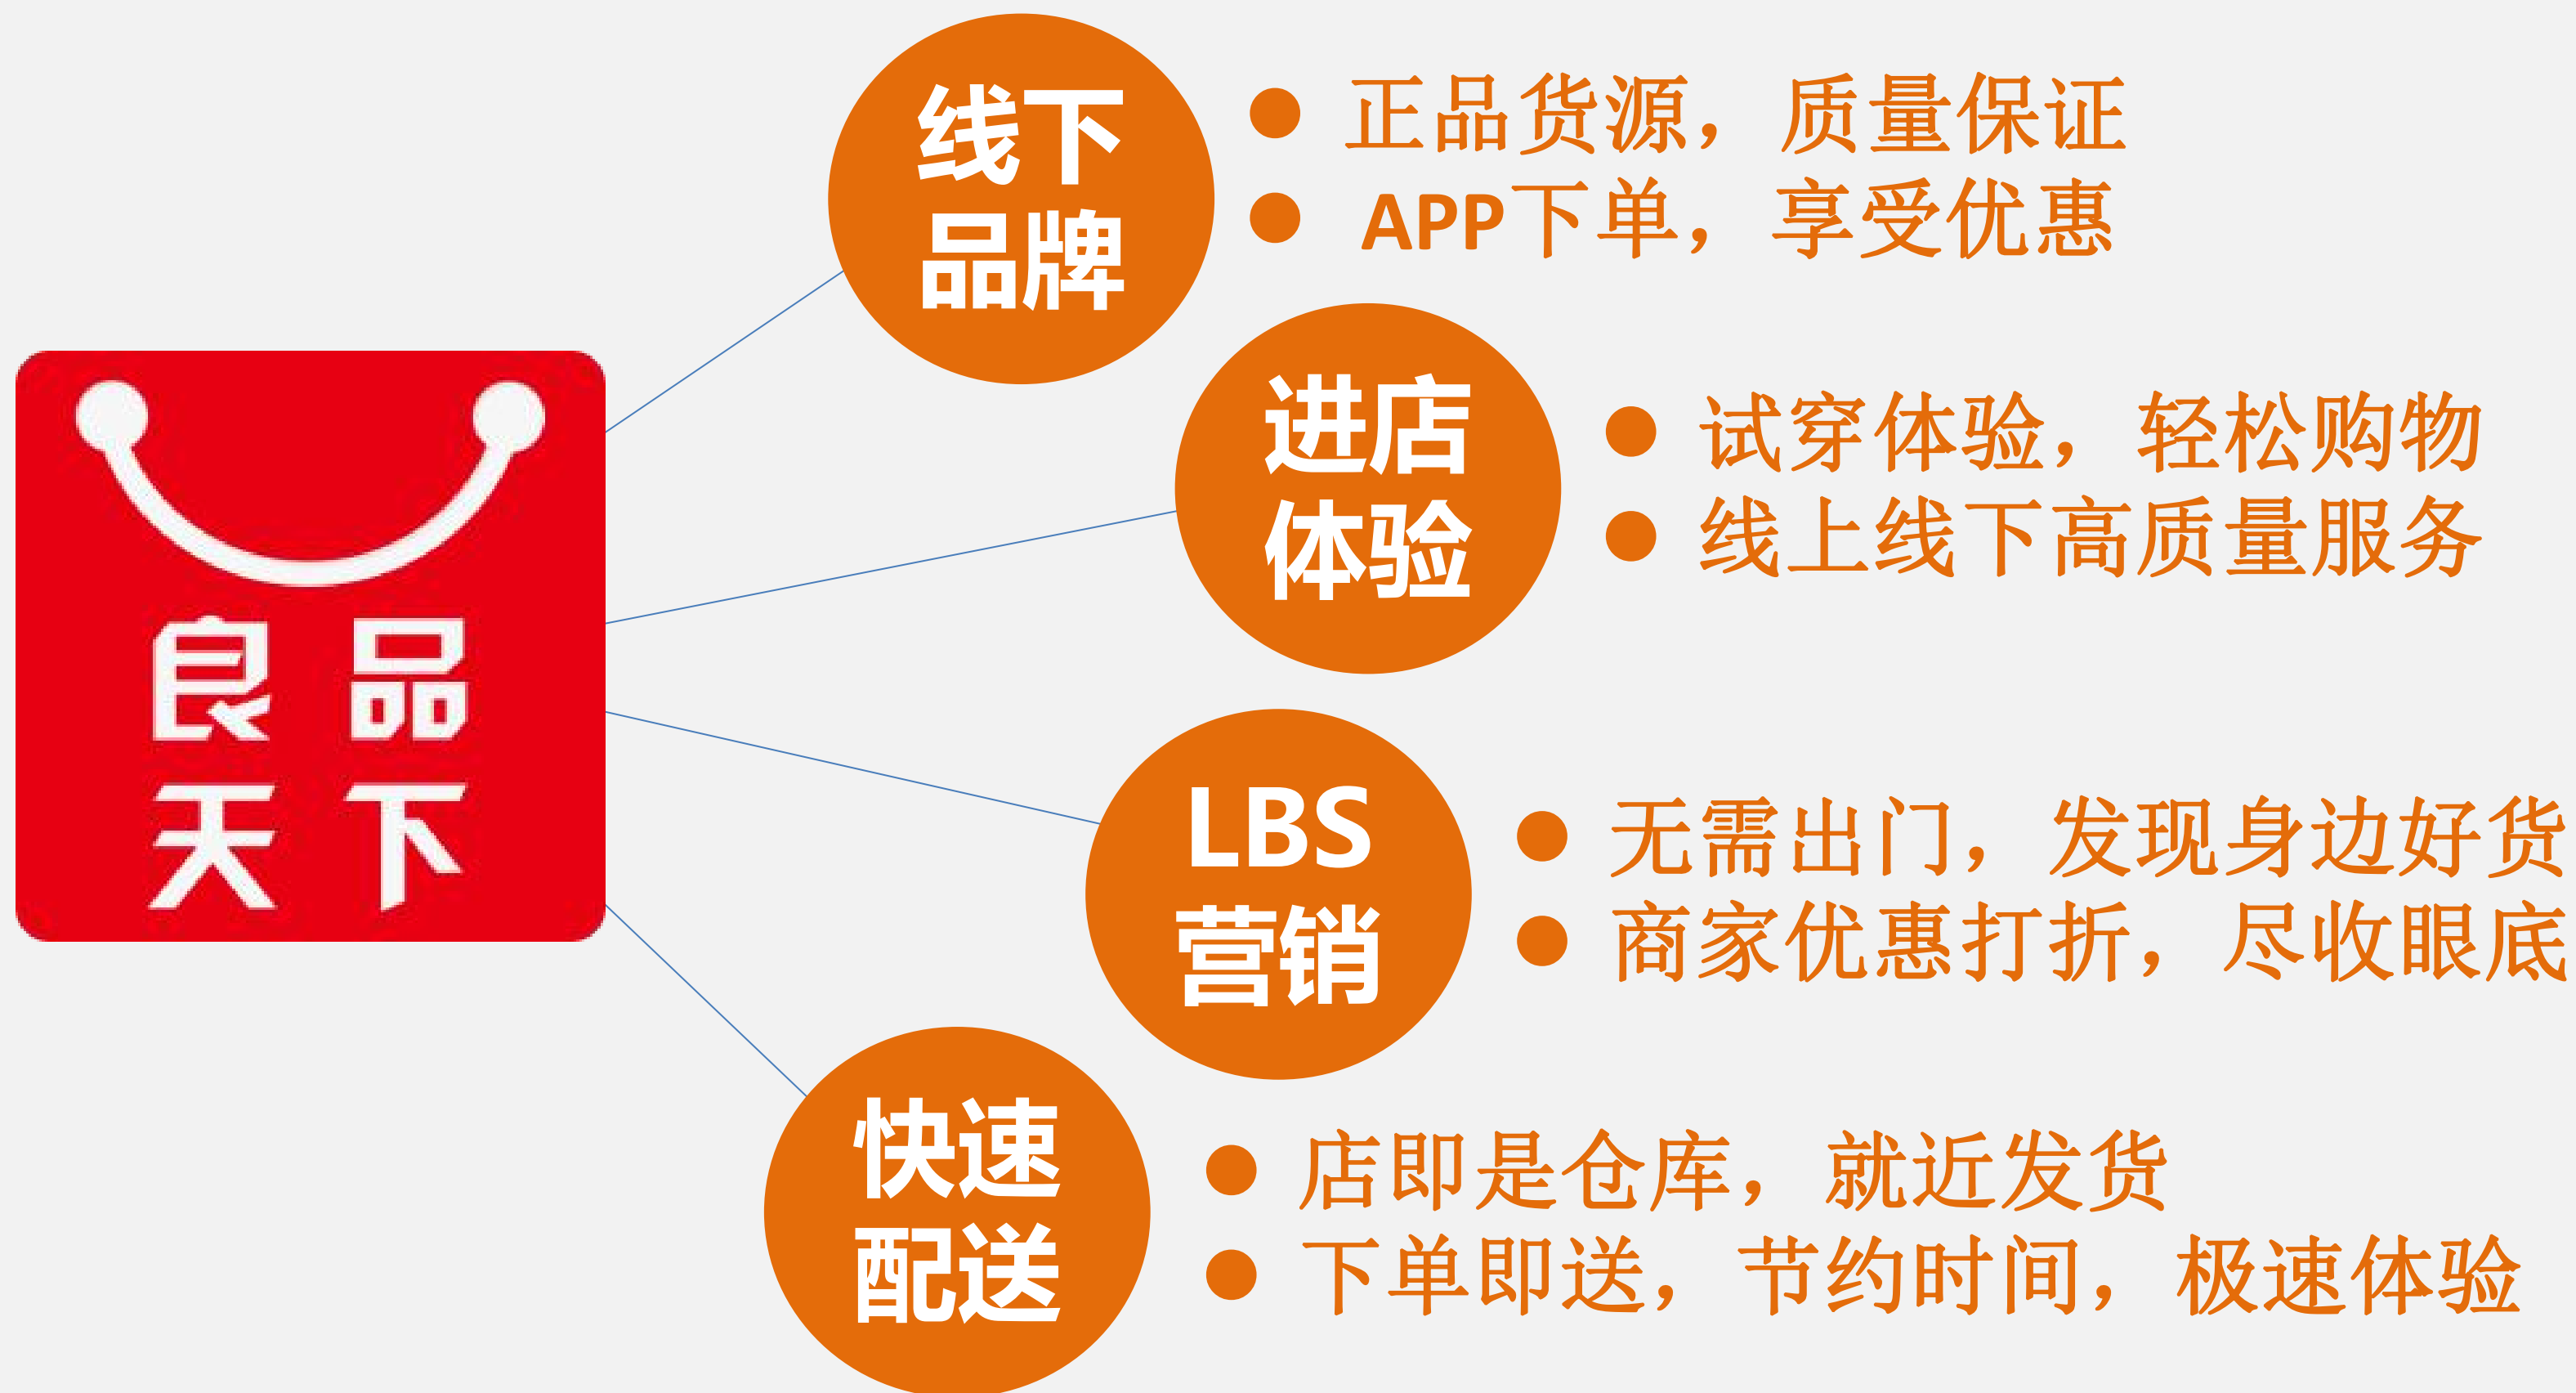 良品
天下
线下
品牌
正品货源，质量保证
APP下单，享受优惠
进店
体验
试穿体验，轻松购物
线上线下高质量服务
LBS
营销
无需出门，发现身边好货
商家优惠打折，尽收眼底
快速
配送
店即是仓库，就近发货
下单即送，节约时间，极速体验